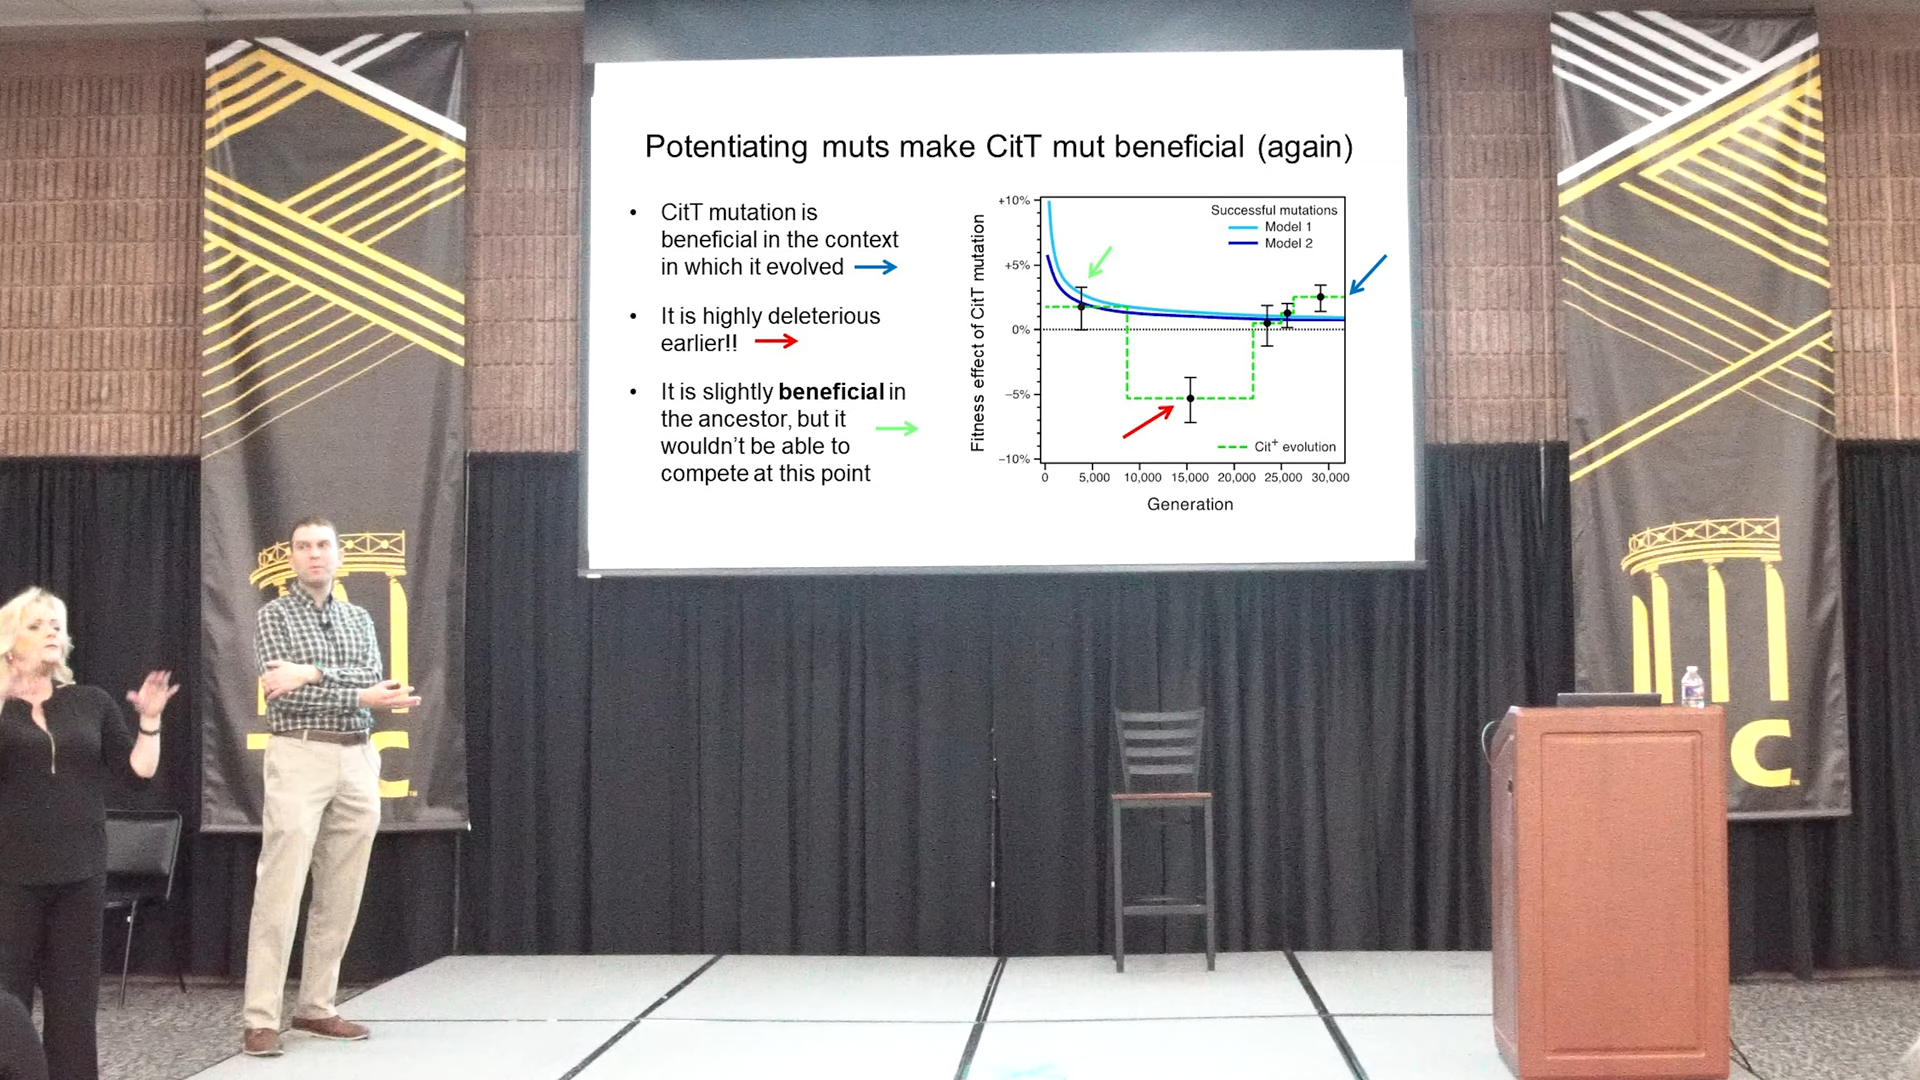 Potentiating muts make CitT mut beneficial (again)
• CitT mutation is
beneficial in the context
in which it evolved
• It is highly deleterious
earlier!!
• It is slightly beneficial in
the ancestor, but it
wouldn't be able to
compete at this point
Fitness effect of CitT mutation
+10%
+5%
0%
−5%
−10%
Successful mutations
Model 1
Model 2
Cit+ evolution
0 5,000 10,000 15,000 20,000 25,000 30,000
Generation
C
TM
C
TM